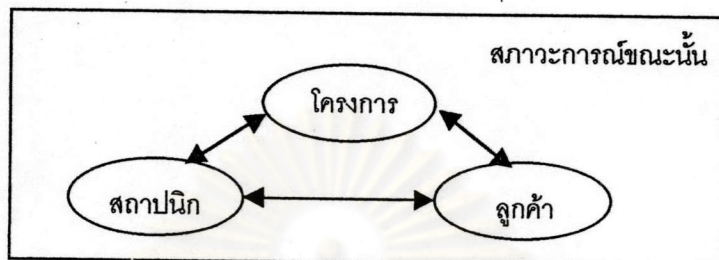 สภาวะการณ์ขณะนั้น
โครงการ
สถาปนิก
ลูกค้า